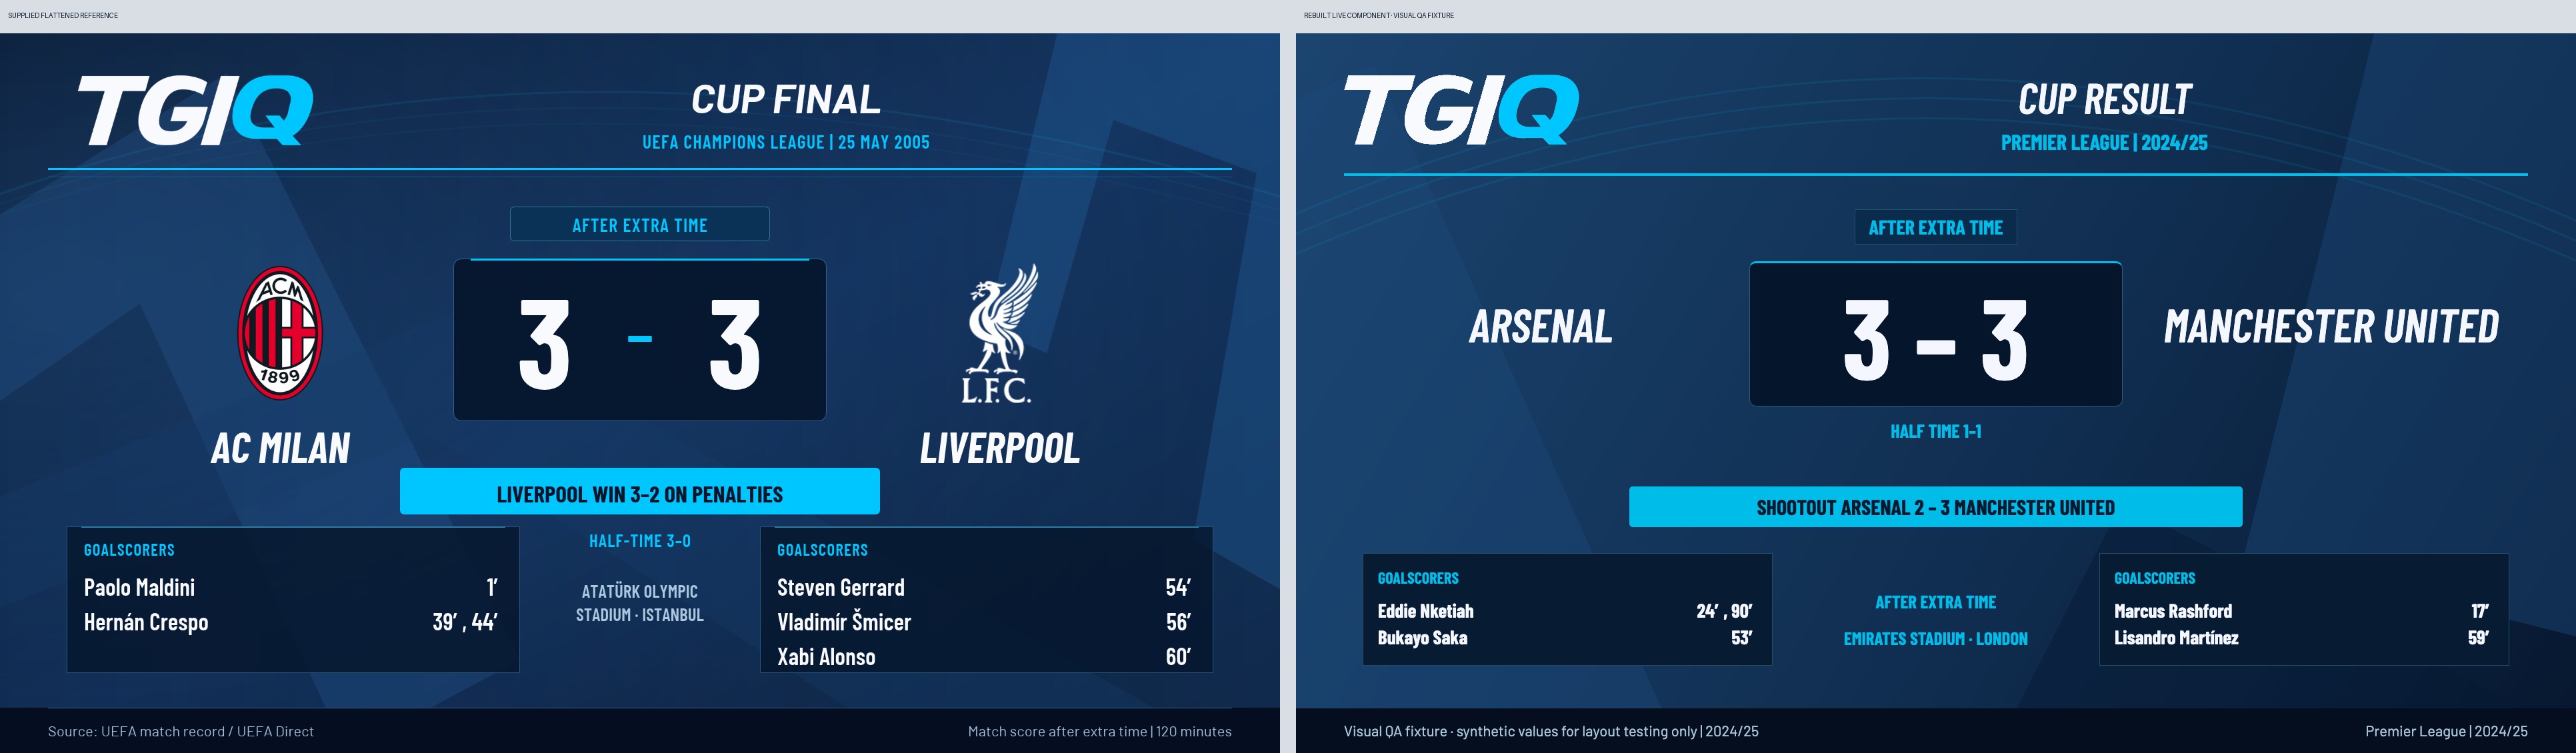 SUPPLIED FLATTENED REFERENCE
TGIQ
CUP FINAL
UEFA CHAMPIONS LEAGUE | 25 MAY 2005
AFTER EXTRA TIME
ACM
1899
3 - 3
L.F.C.
AC MILAN
LIVERPOOL
LIVERPOOL WIN 3–2 ON PENALTIES
GOALSCORERS
Paolo Maldini 1′
Hernán Crespo 39′ , 44′
HALF-TIME 3–0
ATATÜRK OLYMPIC
STADIUM · ISTANBUL
GOALSCORERS
Steven Gerrard 54′
Vladimír Šmicer 56′
Xabi Alonso 60′
Source: UEFA match record / UEFA Direct
Match score after extra time | 120 minutes
REBUILT LIVE COMPONENT · VISUAL QA FIXTURE
TGIQ
CUP RESULT
PREMIER LEAGUE | 2024/25
AFTER EXTRA TIME
ARSENAL
3 – 3
MANCHESTER UNITED
HALF TIME 1–1
SHOOTOUT ARSENAL 2 – 3 MANCHESTER UNITED
GOALSCORERS
Eddie Nketiah 24′ , 90′
Bukayo Saka 53′
AFTER EXTRA TIME
EMIRATES STADIUM · LONDON
GOALSCORERS
Marcus Rashford 17′
Lisandro Martínez 59′
Visual QA fixture · synthetic values for layout testing only | 2024/25
Premier League | 2024/25